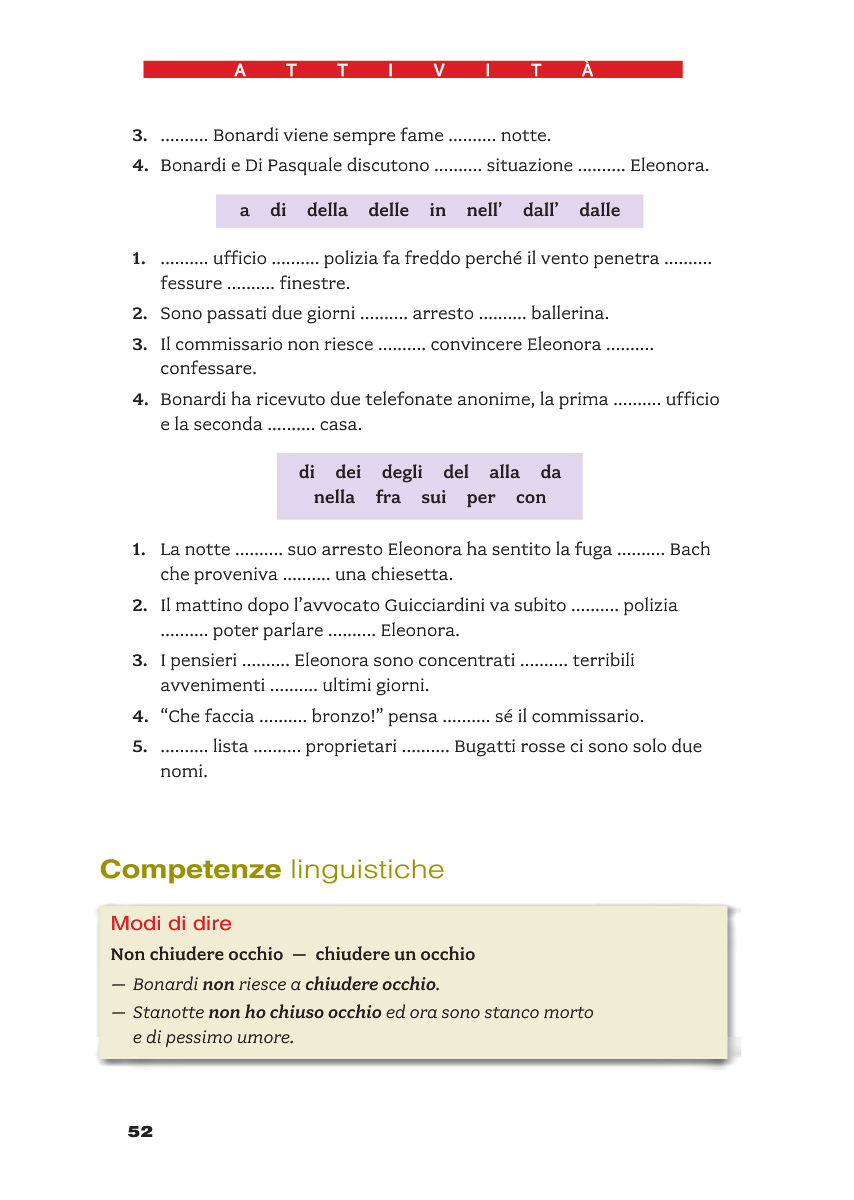 ATTIVITÀ
3. .......... Bonardi viene sempre fame .......... notte.
4. Bonardi e Di Pasquale discutono .......... situazione .......... Eleonora.
a di della delle in nell’ dall’ dalle
1. .......... ufficio .......... polizia fa freddo perché il vento penetra ..........
fessure .......... finestre.
2. Sono passati due giorni .......... arresto .......... ballerina.
3. Il commissario non riesce .......... convincere Eleonora ..........
confessare.
4. Bonardi ha ricevuto due telefonate anonime, la prima .......... ufficio
e la seconda .......... casa.
di dei degli del alla da
nella fra sui per con
1. La notte .......... suo arresto Eleonora ha sentito la fuga .......... Bach
che proveniva .......... una chiesetta.
2. Il mattino dopo l’avvocato Guicciardini va subito .......... polizia
.......... poter parlare .......... Eleonora.
3. I pensieri .......... Eleonora sono concentrati .......... terribili
avvenimenti .......... ultimi giorni.
4. “Che faccia .......... bronzo!” pensa .......... sé il commissario.
5. .......... lista .......... proprietari .......... Bugatti rosse ci sono solo due
nomi.
Competenze linguistiche
Modi di dire
Non chiudere occhio — chiudere un occhio
— Bonardi non riesce a chiudere occhio.
— Stanotte non ho chiuso occhio ed ora sono stanco morto
e di pessimo umore.
52